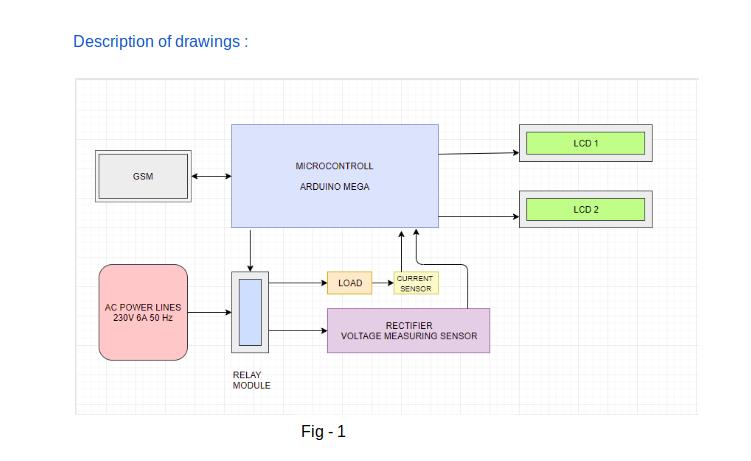 Description of drawings :
MICROCONTROLL
ARDUINO MEGA
LCD 1
GSM
LCD 2
AC POWER LINES
230V 6A 50 Hz
LOAD
CURRENT
SENSOR
RECTIFIER
VOLTAGE MEASURING SENSOR
RELAY
MODULE
Fig - 1